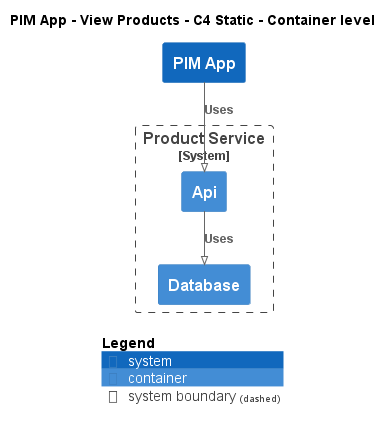 PIM App - View Products - C4 Static - Container level
PIM App
Uses
Product Service
[System]
Api
Uses
Database
Legend
system
container
system boundary (dashed)